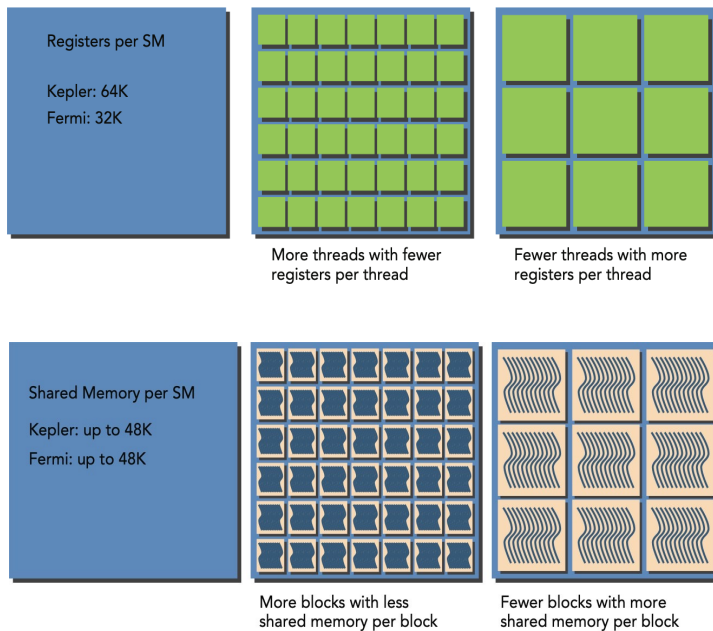 Registers per SM
Kepler: 64K
Fermi: 32K
More threads with fewer
registers per thread
Fewer threads with more
registers per thread
Shared Memory per SM
Kepler: up to 48K
Fermi: up to 48K
More blocks with less
shared memory per block
Fewer blocks with more
shared memory per block